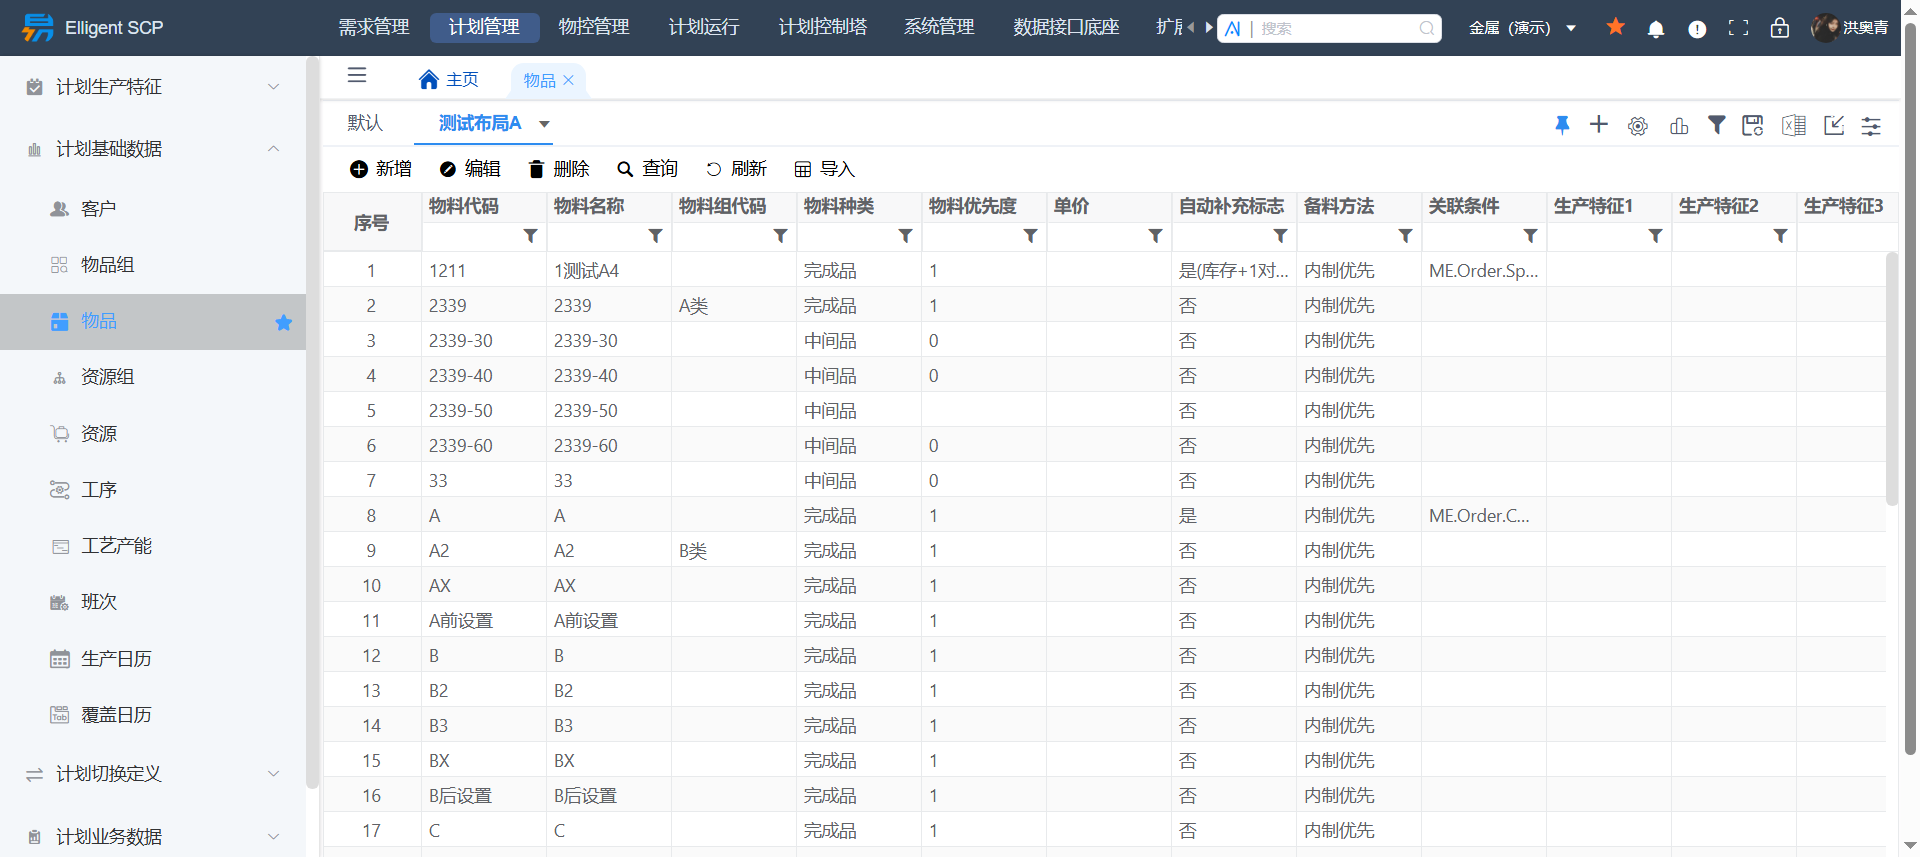 Elligent SCP
需求管理 计划管理 物控管理 计划运行 计划控制塔 系统管理 数据接口底座
搜索
金属（演示）
洪奥青
计划生产特征
计划基础数据
客户
物品组
物品
资源组
资源
工序
工艺产能
班次
生产日历
覆盖日历
计划切换定义
计划业务数据
主页 物品
默认 测试布局A
新增 编辑 删除 查询 刷新 导入
序号 物料代码 物料名称 物料组代码 物料种类 物料优先度 单价 自动补充标志 备料方法 关联条件 生产特征1 生产特征2 生产特征3
1 1211 1测试A4 完成品 1 是(库存+1对... 内制优先 ME.Order.Sp...
2 2339 2339 A类 完成品 1 否 内制优先
3 2339-30 2339-30 中间品 0 否 内制优先
4 2339-40 2339-40 中间品 0 否 内制优先
5 2339-50 2339-50 中间品 否 内制优先
6 2339-60 2339-60 中间品 0 否 内制优先
7 33 33 中间品 0 否 内制优先
8 A A 完成品 1 是 内制优先 ME.Order.C...
9 A2 A2 B类 完成品 1 否 内制优先
10 AX AX 完成品 1 否 内制优先
11 A前设置 A前设置 完成品 1 否 内制优先
12 B B 完成品 1 否 内制优先
13 B2 B2 完成品 1 否 内制优先
14 B3 B3 完成品 1 否 内制优先
15 BX BX 完成品 1 否 内制优先
16 B后设置 B后设置 完成品 1 否 内制优先
17 C C 完成品 1 否 内制优先